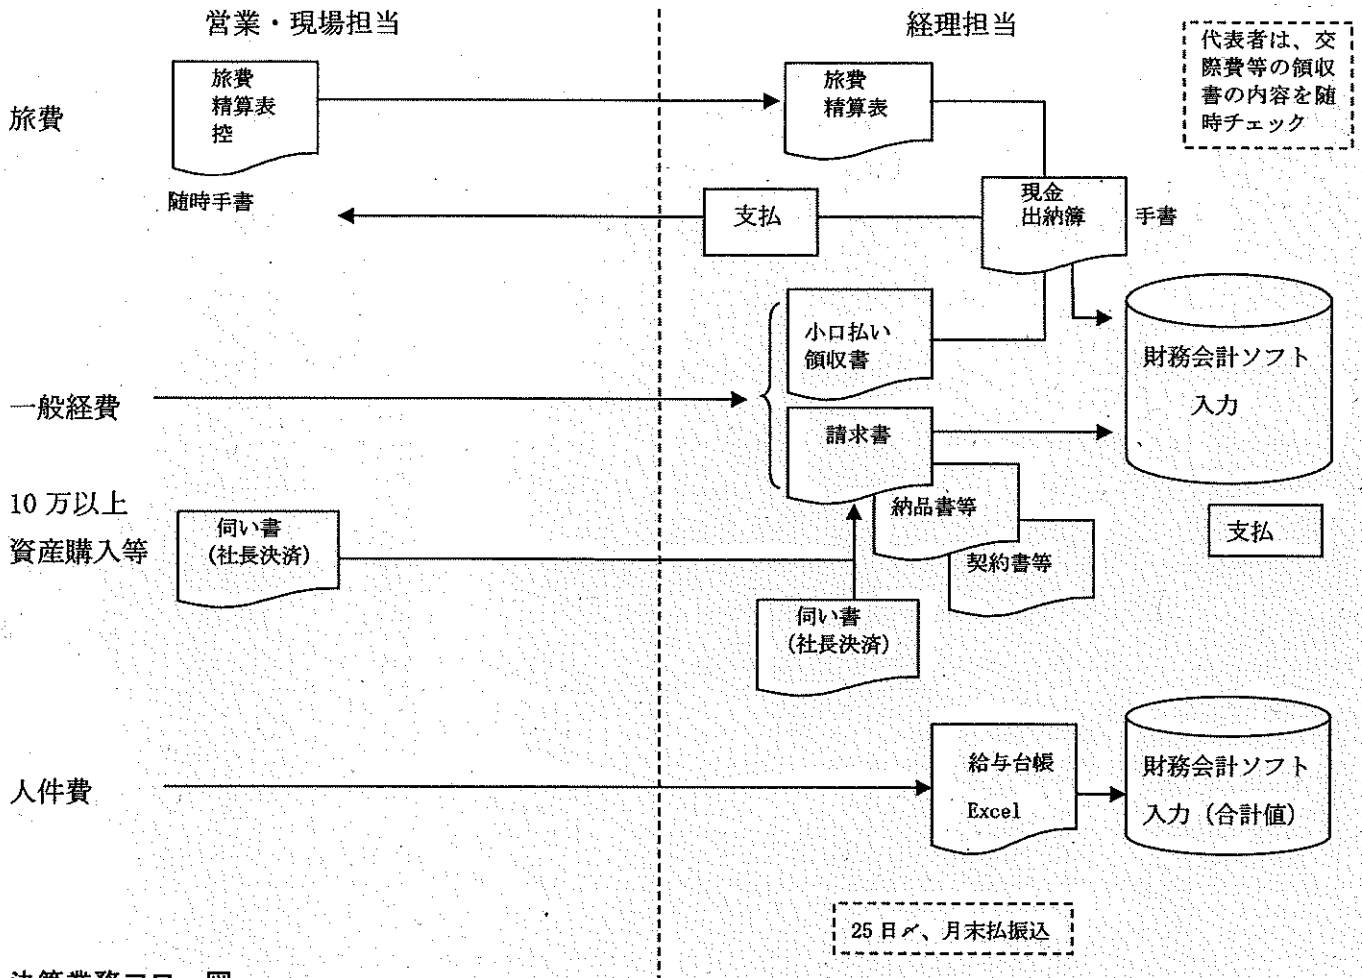 営業・現場担当
経理担当
代表者は、交
際費等の領収
書の内容を随
時チェック
旅費
旅費
精算表
控
旅費
精算表
随時手書
支払
現金
出納簿
手書
小口払い
領収書
財務会計ソフト
入力
一般経費
請求書
10万以上
資産購入等
伺い書
(社長決済)
納品書等
契約書等
支払
伺い書
(社長決済)
人件費
給与台帳
Excel
財務会計ソフト
入力(合計値)
25日〆、月末払振込